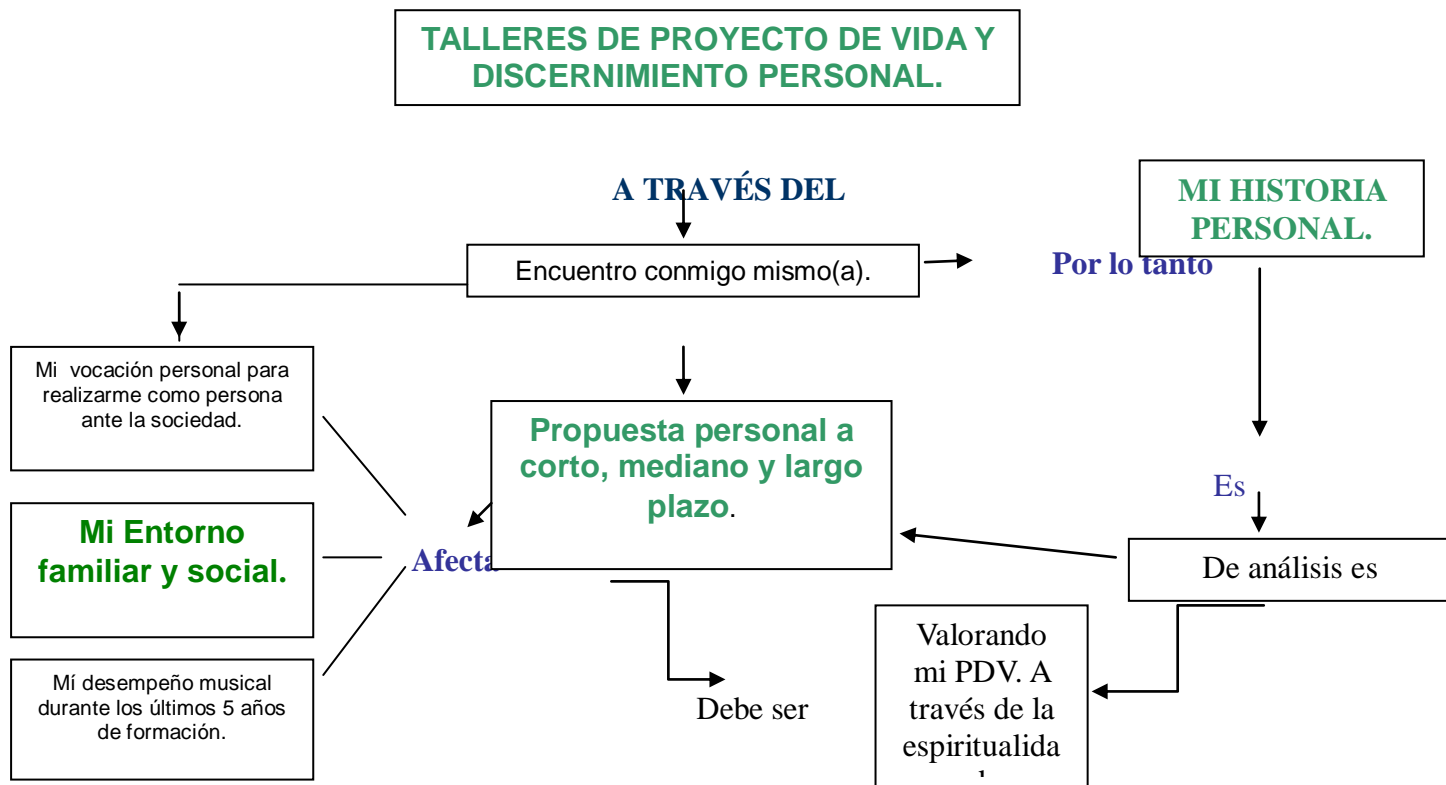 TALLERES DE PROYECTO DE VIDA Y
DISCERNIMIENTO PERSONAL.
A TRAVÉS DEL
MI HISTORIA
PERSONAL.
Encuentro conmigo mismo(a).
Por lo tanto
Mi vocación personal para
realizarme como persona
ante la sociedad.
Propuesta personal a
corto, mediano y largo
plazo.
Es
Mi Entorno
familiar y social.
Afecta
De análisis es
Valorando
mi PDV. A
través de la
espiritualida
Mí desempeño musical
durante los últimos 5 años
de formación.
Debe ser